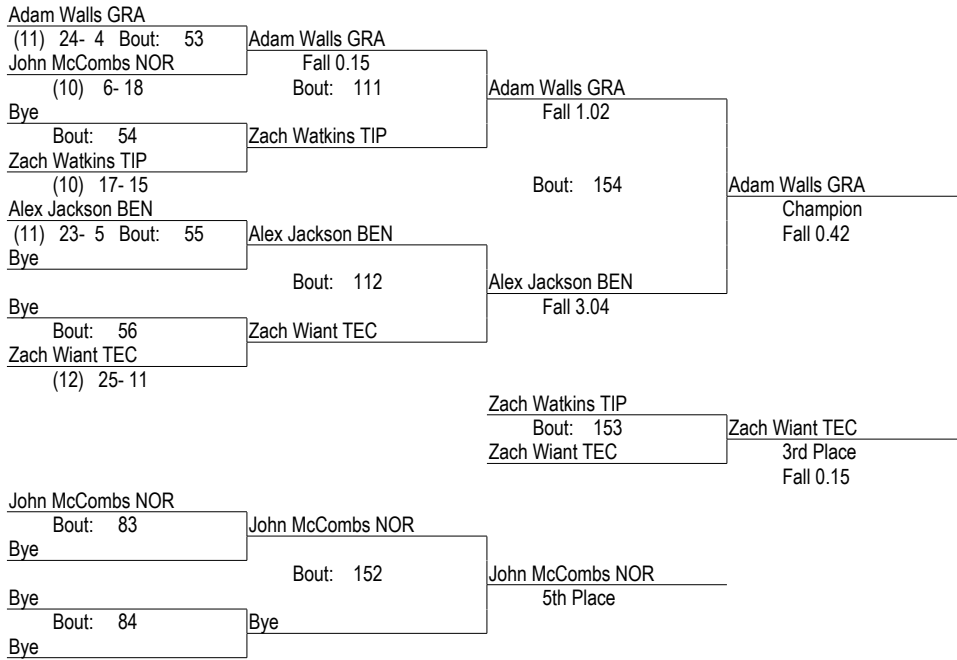 Adam Walls GRA
(11) 24- 4 Bout: 53 Adam Walls GRA
John McCombs NOR Fall 0.15
(10) 6- 18 Bout: 111 Adam Walls GRA
Bye Fall 1.02
Bout: 54 Zach Watkins TIP
Zach Watkins TIP
(10) 17- 15 Bout: 154 Adam Walls GRA
Alex Jackson BEN Champion
(11) 23- 5 Bout: 55 Alex Jackson BEN Fall 0.42
Bye
Bout: 112 Alex Jackson BEN
Bye Fall 3.04
Bout: 56 Zach Wiant TEC
Zach Wiant TEC
(12) 25- 11
Zach Watkins TIP
Bout: 153 Zach Wiant TEC
Zach Wiant TEC 3rd Place
Fall 0.15
John McCombs NOR
Bout: 83 John McCombs NOR
Bye
Bout: 152 John McCombs NOR
Bye 5th Place
Bout: 84 Bye
Bye